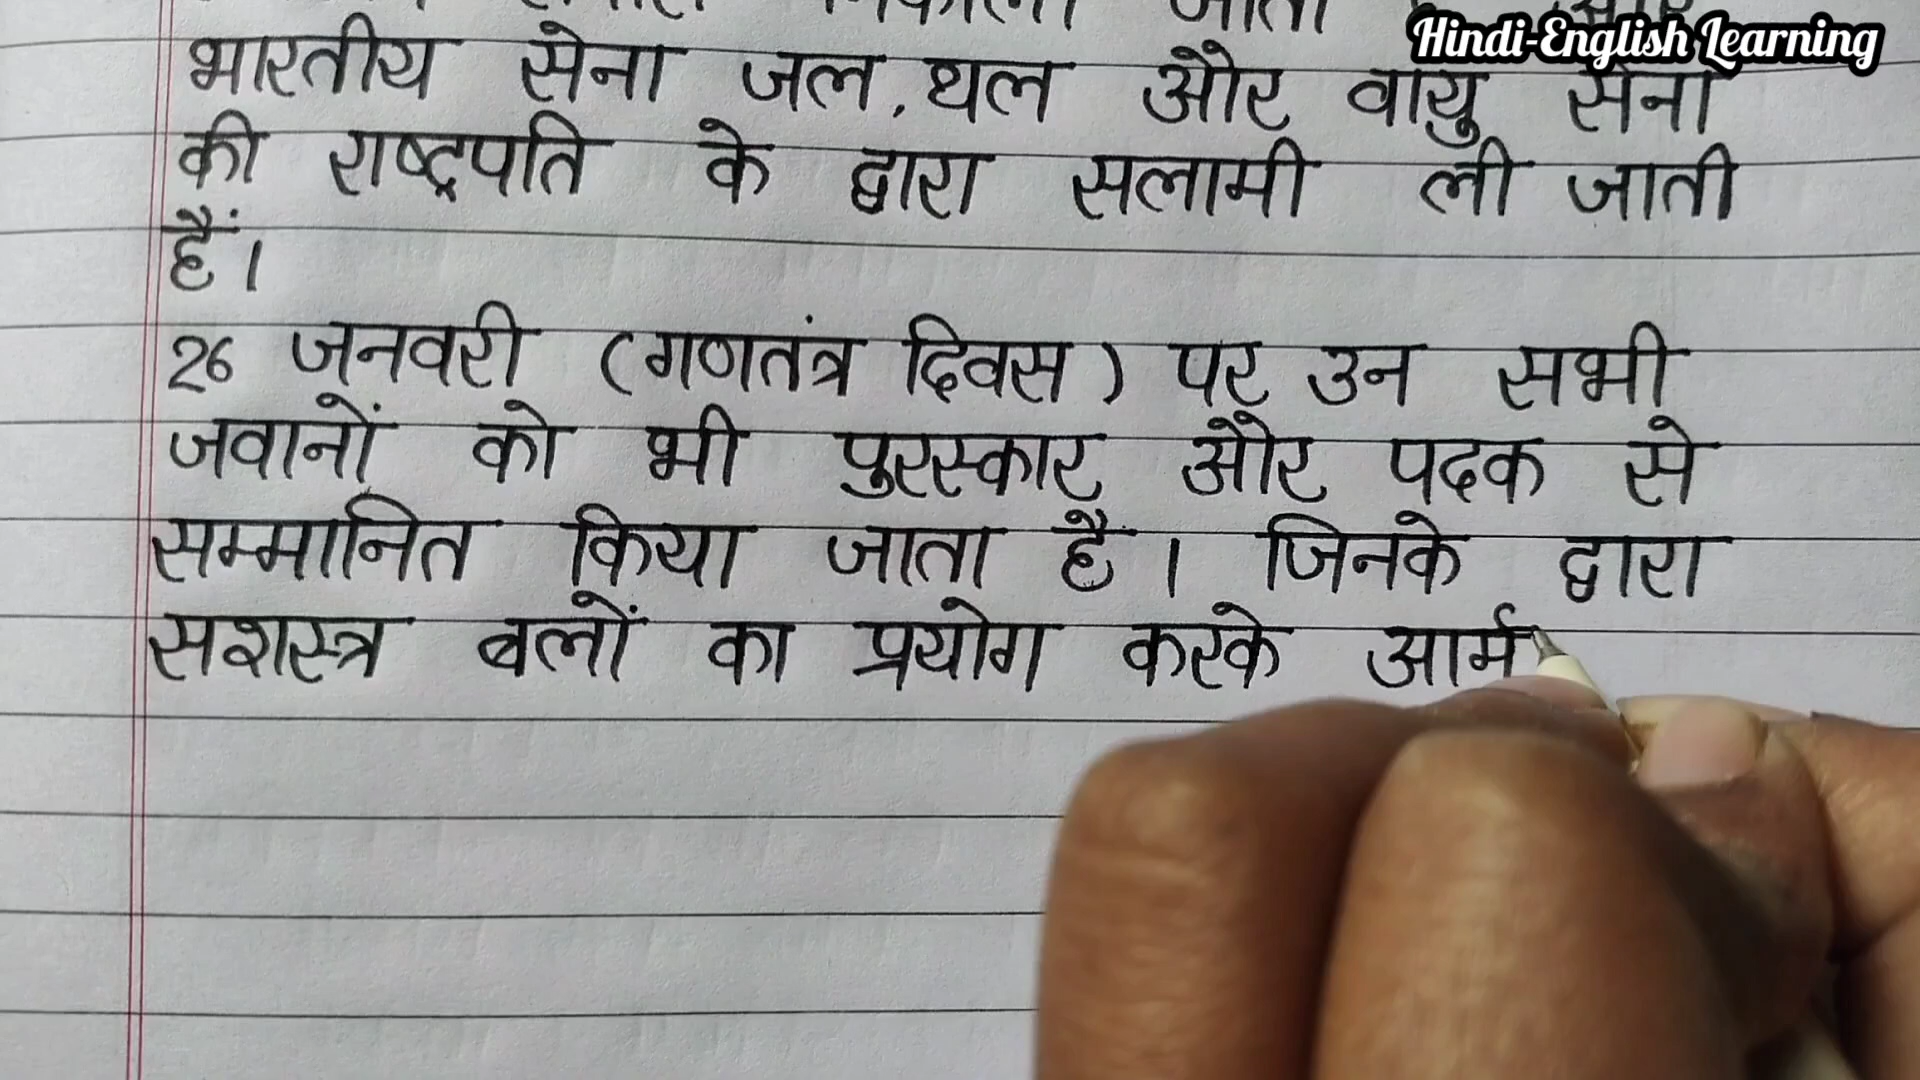 जाता
Hindi-English Learning
भारतीय सेना जल, थल और वायु सेना
की राष्ट्रपति के द्वारा सलामी ली जाती
हैं।
26 जनवरी (गणतंत्र दिवस) पर उन सभी
जवानों को भी पुरस्कार और पदक से
सम्मानित किया जाता है। जिनके द्वारा
सशस्त्र बलों का प्रयोग करके आर्म